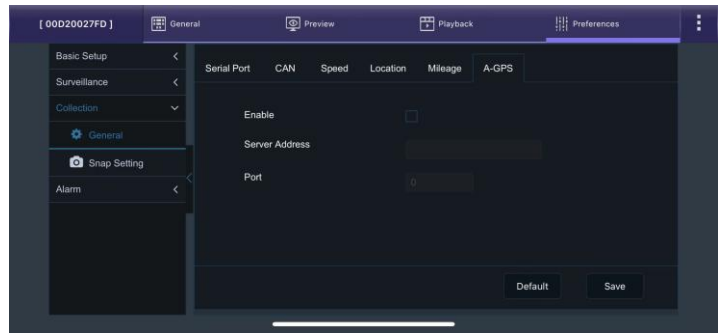 [ 00D20027FD ] General Preview Playback Preferences
Basic Setup
Surveillance
Collection
General
Snap Setting
Alarm
Serial Port CAN Speed Location Mileage A-GPS
Enable
Server Address
Port 0
Default Save